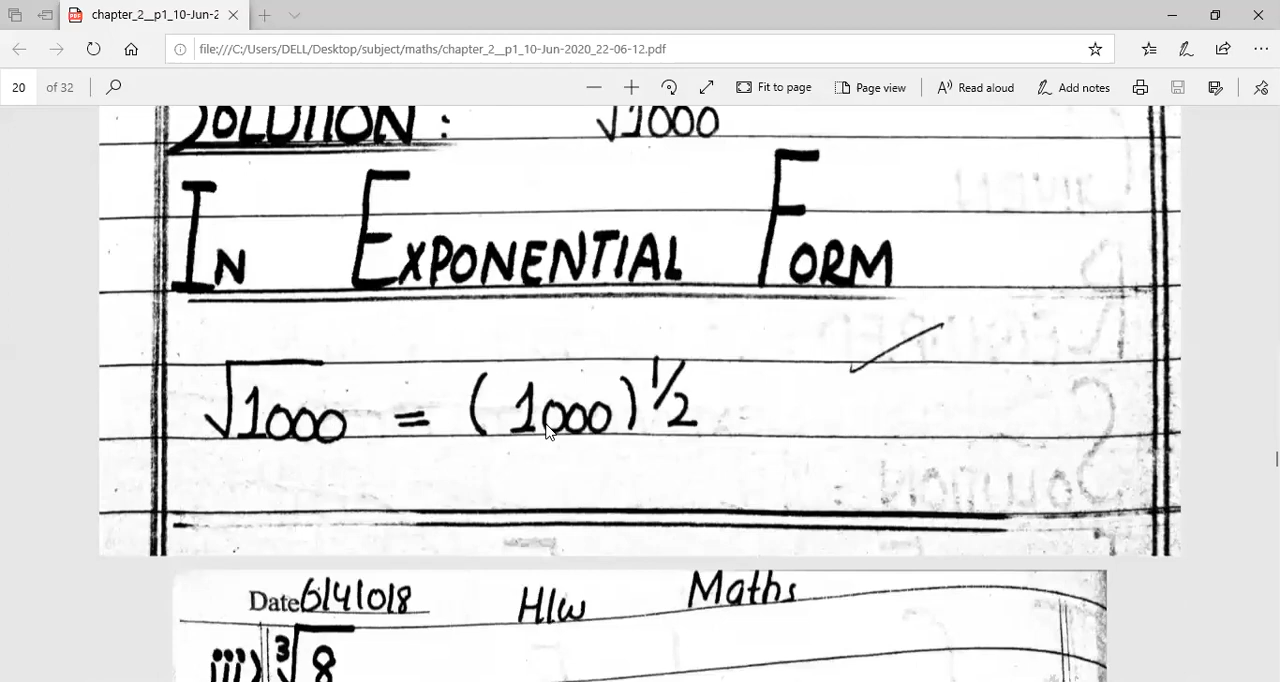 chapter_2__p1_10-Jun-2
file:///C:/Users/DELL/Desktop/subject/maths/chapter_2__p1_10-Jun-2020_22-06-12.pdf
20 of 32
Fit to page
Page view
Read aloud
Add notes
SOLUTION : √1000
IN EXPONENTIAL FORM
√1000 = (1000)^1/2
Date 6/4/08 H/w Maths
iii) ³√8